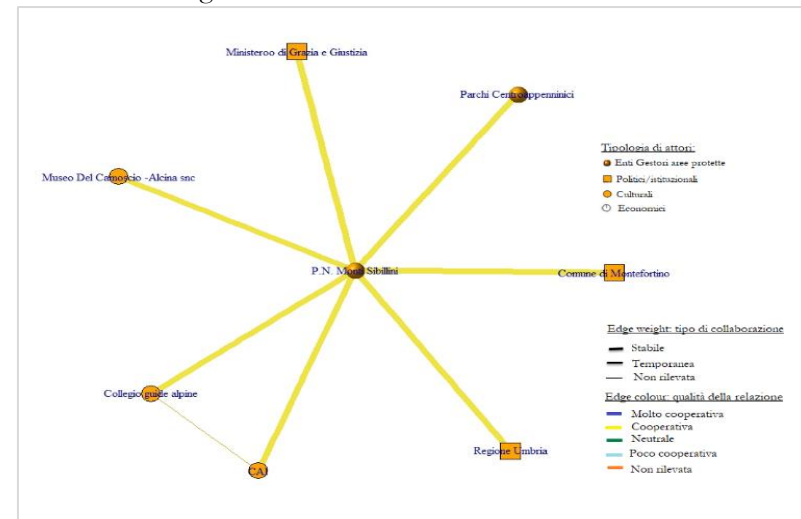 Ministeroo di Grazia e Giustizia
Parchi Centroappenninici
Museo Del Camoscio -Alcina snc
P.N. Monti Sibillini
Comune di Montefortino
Collegio guide alpine
CAI
Regione Umbria
Tipologia di attori:
Enti Gestori aree protette
Politici/istituzionali
Culturali
Economici
Edge weight: tipo di collaborazione
Stabile
Temporanea
Non rilevata
Edge colour: qualità della relazione
Molto cooperativa
Cooperativa
Neutrale
Poco cooperativa
Non rilevata